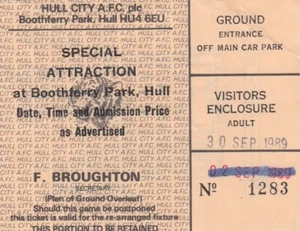 HULL CITY A.F.C. plc
Boothferry Park, Hull HU4 6EU
SPECIAL
ATTRACTION
at Boothferry Park, Hull
Date, Time and Admission Price
as Advertised
F. BROUGHTON
SECRETARY
(Plan of Ground Overleaf)
Should this game be postponed
this ticket is valid for the re-arranged fixture
THIS PORTION TO BE RETAINED
GROUND
ENTRANCE
OFF MAIN CAR PARK
VISITORS
ENCLOSURE
ADULT
30 SEP 1989
02 SEP 1989
Nº 1283